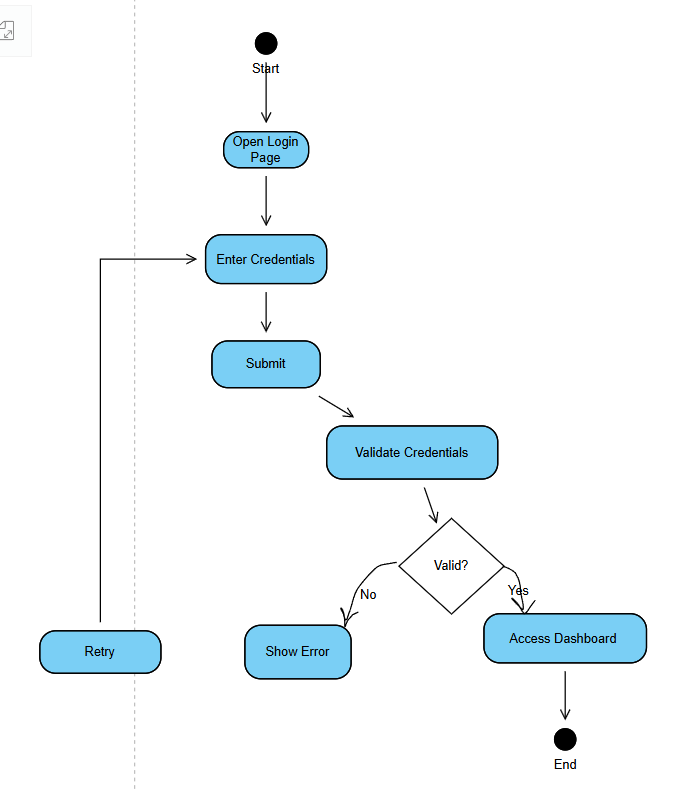 Start
Open Login
Page
Enter Credentials
Submit
Validate Credentials
Valid?
No
Yes
Retry
Show Error
Access Dashboard
End